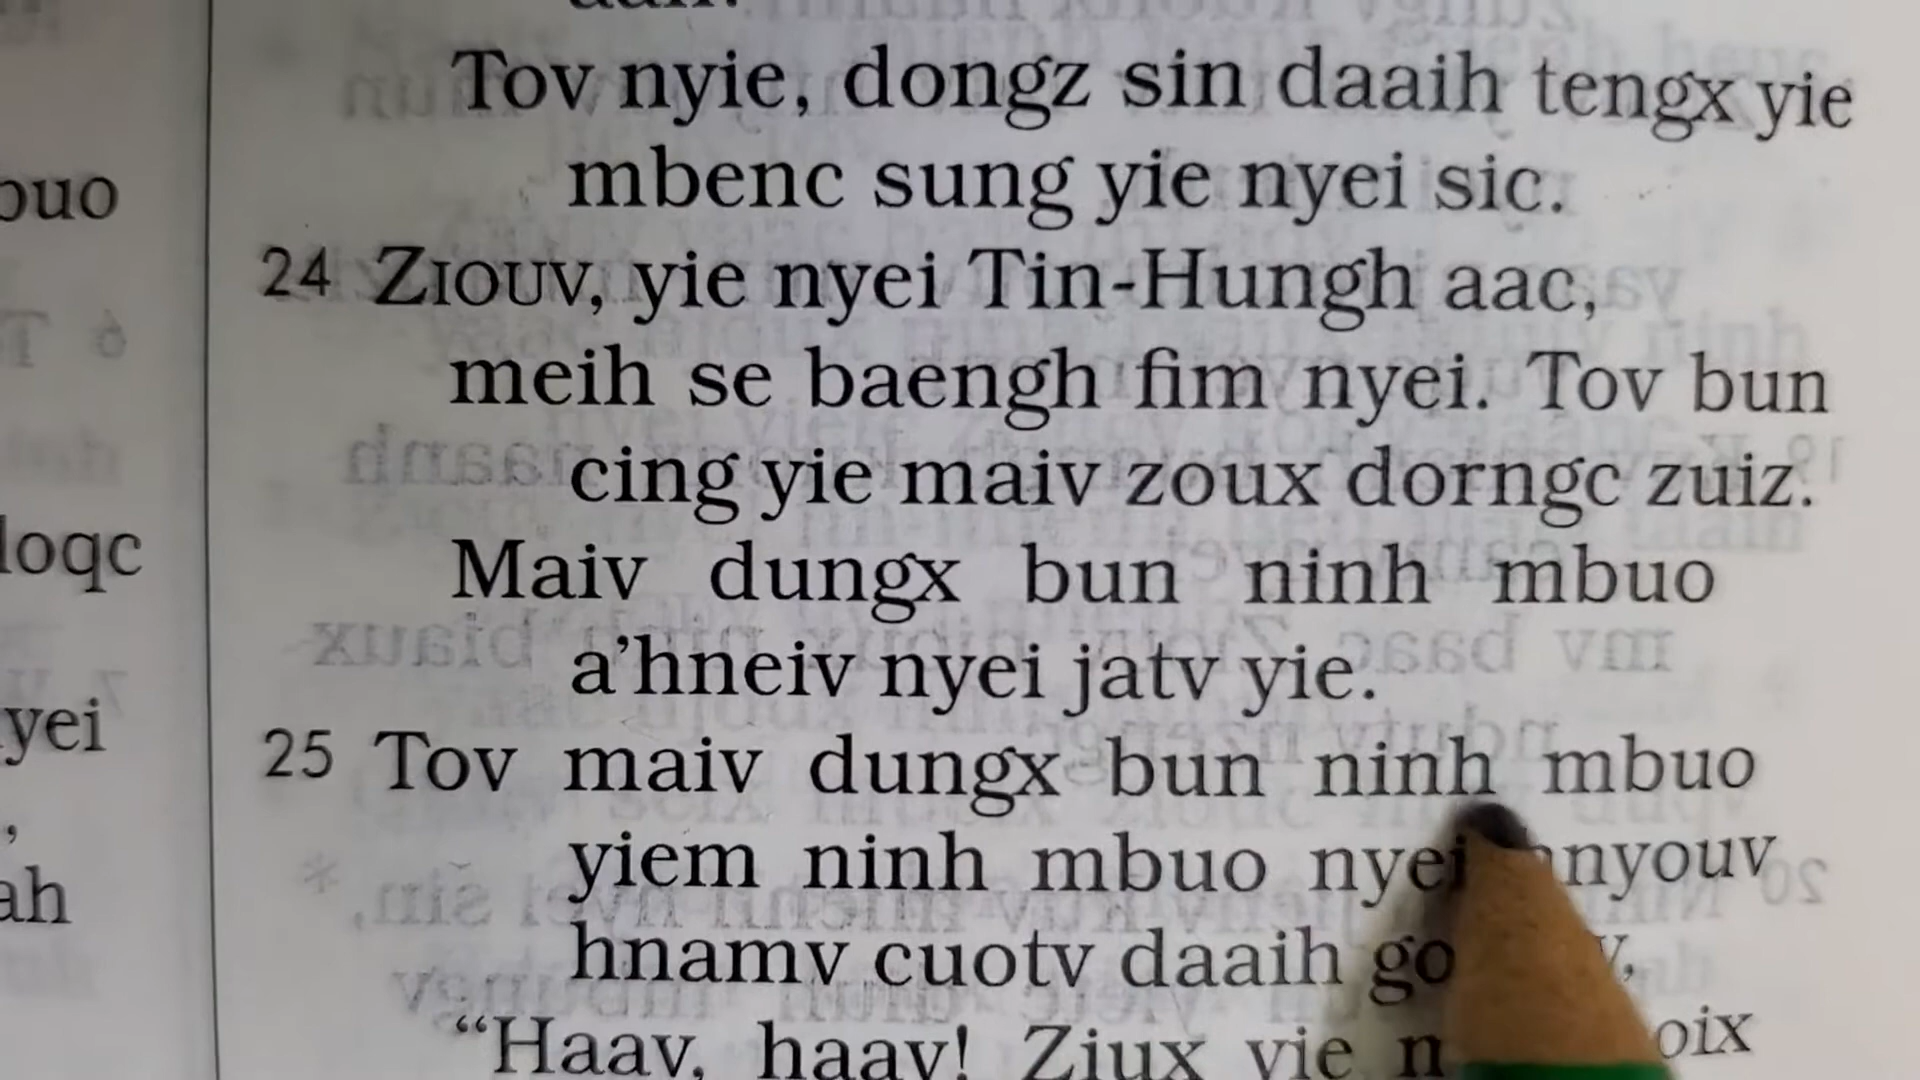 buo
loqc
yei
,
ah
Tov nyie, dongz sin daaih tengx yie
mbenc sung yie nyei sic.
24 ZIOUV, yie nyei Tin-Hungh aac,
meih se baengh fim nyei. Tov bun
cing yie maiv zoux dorngc zuiz.
Maiv dungx bun ninh mbuo
a’hneiv nyei jatv yie.
25 Tov maiv dungx bun ninh mbuo
yiem ninh mbuo nyei hnyouv
hnamv cuotv daaih
“Haav, haav! Ziux yie